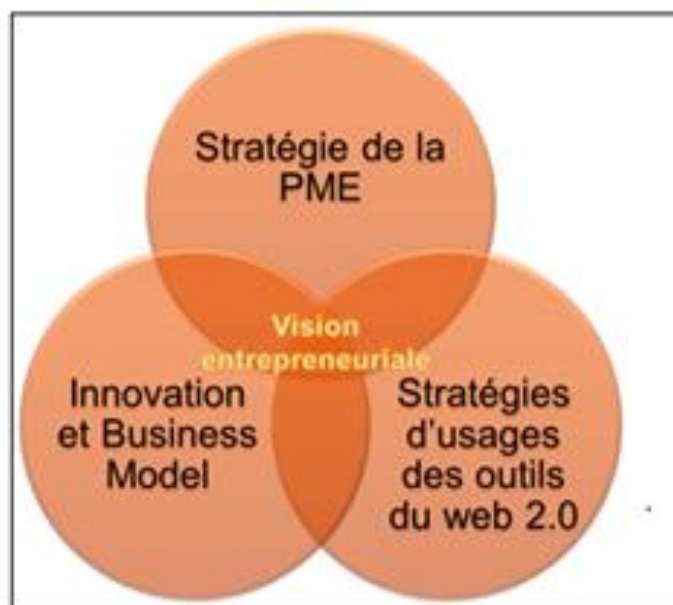 Stratégie de la
PME
Vision
entrepreneuriale
Innovation
et Business
Model
Stratégies
d'usages
des outils
du web 2.0